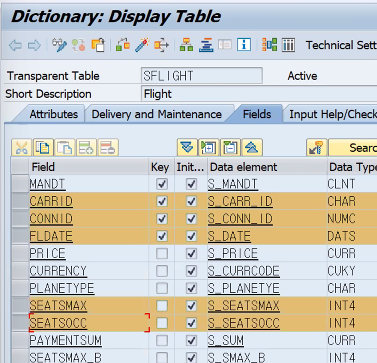 Dictionary: Display Table
Technical Sett
Transparent Table SFLIGHT Active
Short Description Flight
Attributes Delivery and Maintenance Fields Input Help/Check
Searc
Field Key Init... Data element Data Type
MANDT S_MANDT CLNT
CARRID S_CARR_ID CHAR
CONNID S_CONN_ID NUMC
FLDATE S_DATE DATS
PRICE S_PRICE CURR
CURRENCY S_CURRCODE CUKY
PLANETYPE S_PLANETYE CHAR
SEATSMAX S_SEATSMAX INT4
SEATSOCC S_SEATSOCC INT4
PAYMENTSUM S_SUM CURR
SEATSMAX_B S_SMAX_B INT4